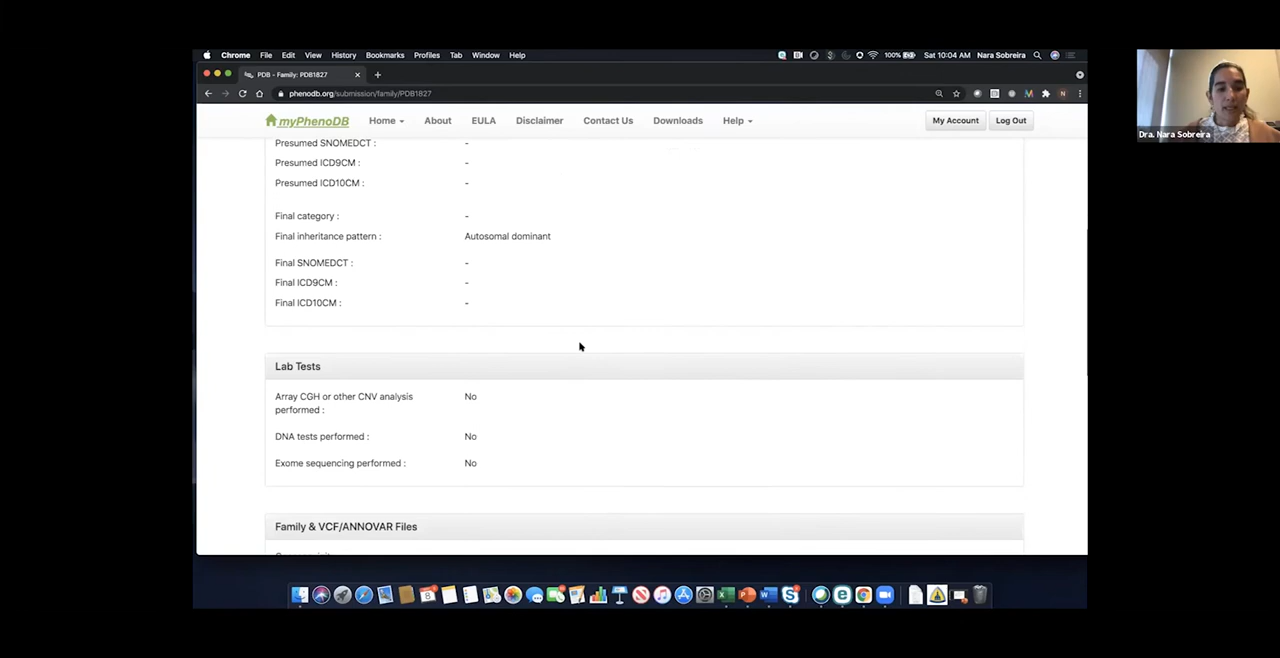 Chrome File Edit View History Bookmarks Profiles Tab Window Help 100% Sat 10:04 AM Nara Sobreira
PDB - Family: PDB1827
phenodb.org/submission/family/PDB1827
myPhenoDB Home About EULA Disclaimer Contact Us Downloads Help My Account Log Out
Dra. Nara Sobreira
Presumed SNOMEDCT : -
Presumed ICD9CM : -
Presumed ICD10CM : -
Final category : -
Final inheritance pattern : Autosomal dominant
Final SNOMEDCT : -
Final ICD9CM : -
Final ICD10CM : -
Lab Tests
Array CGH or other CNV analysis No
performed :
DNA tests performed : No
Exome sequencing performed : No
Family & VCF/ANNOVAR Files